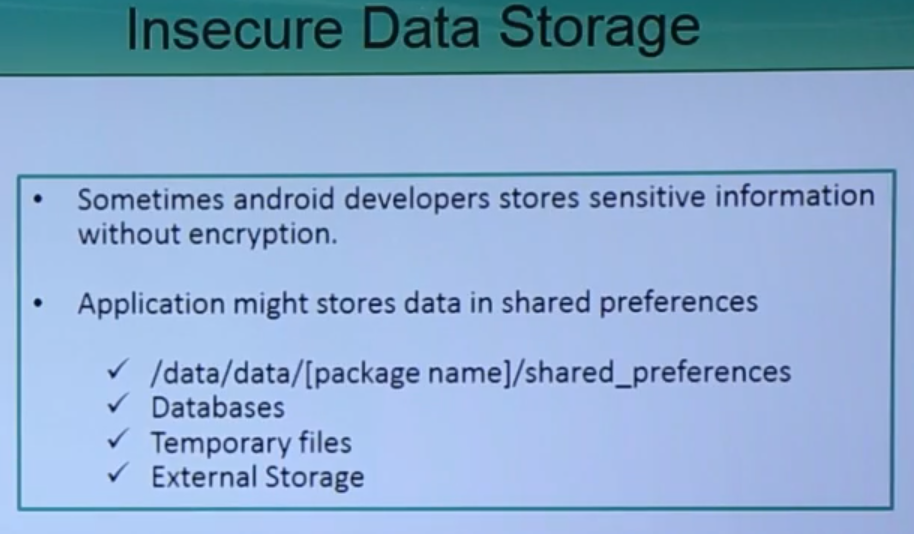 Insecure Data Storage
• Sometimes android developers stores sensitive information
without encryption.
• Application might stores data in shared preferences
✓ /data/data/[package name]/shared_preferences
✓ Databases
✓ Temporary files
✓ External Storage